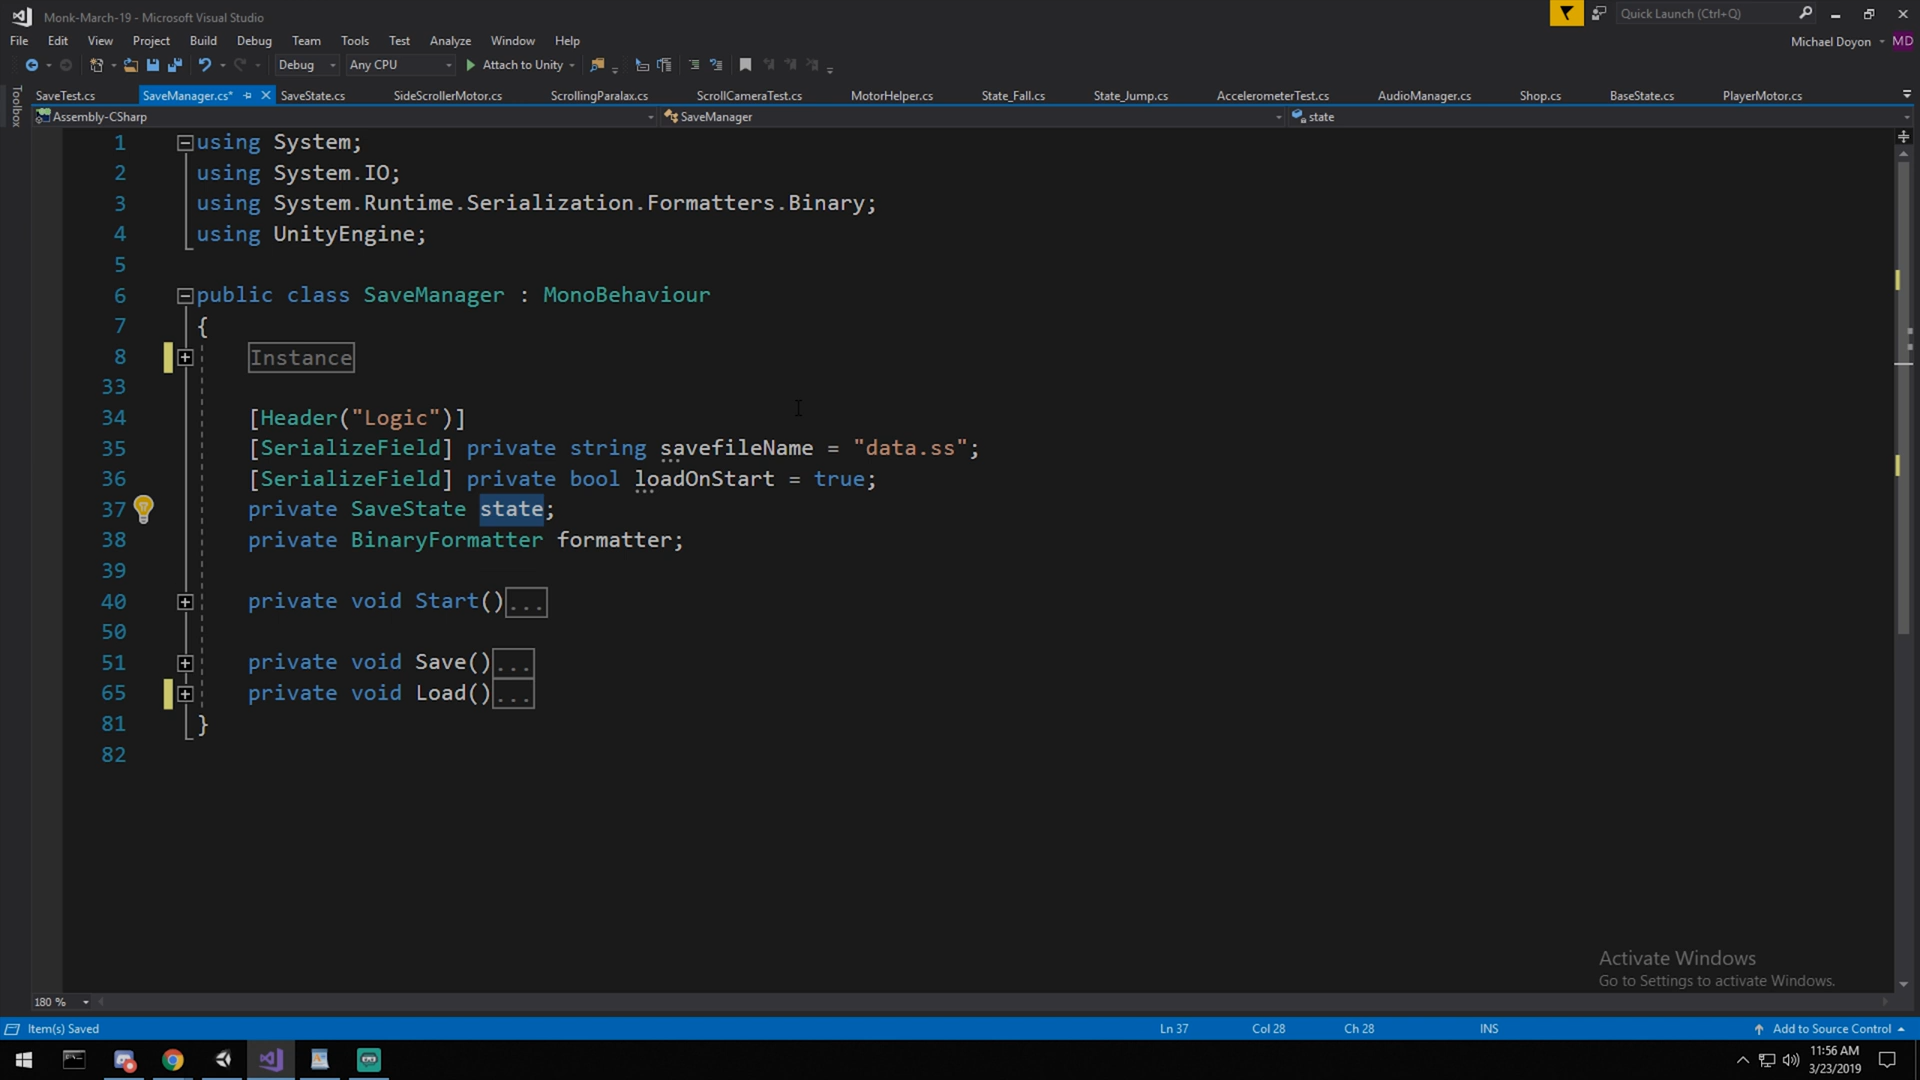 Monk-March-19 - Microsoft Visual Studio
Quick Launch (Ctrl+Q)
File Edit View Project Build Debug Team Tools Test Analyze Window Help
Michael Doyon MD
Debug Any CPU Attach to Unity
Toolbox
SaveTest.cs SaveManager.cs* SaveState.cs SideScrollerMotor.cs ScrollingParalax.cs ScrollCameraTest.cs MotorHelper.cs State_Fall.cs State_Jump.cs AccelerometerTest.cs AudioManager.cs Shop.cs BaseState.cs PlayerMotor.cs
Assembly-CSharp SaveManager state
1 using System;
2 using System.IO;
3 using System.Runtime.Serialization.Formatters.Binary;
4 using UnityEngine;
5
6 public class SaveManager : MonoBehaviour
7 {
8 Instance
33
34 [Header("Logic")]
35 [SerializeField] private string savefileName = "data.ss";
36 [SerializeField] private bool loadOnStart = true;
37 private SaveState state;
38 private BinaryFormatter formatter;
39
40 private void Start()...
50
51 private void Save()...
65 private void Load()...
81 }
82
Activate Windows
Go to Settings to activate Windows.
180 %
Item(s) Saved Ln 37 Col 28 Ch 28 INS Add to Source Control
11:56 AM
3/23/2019